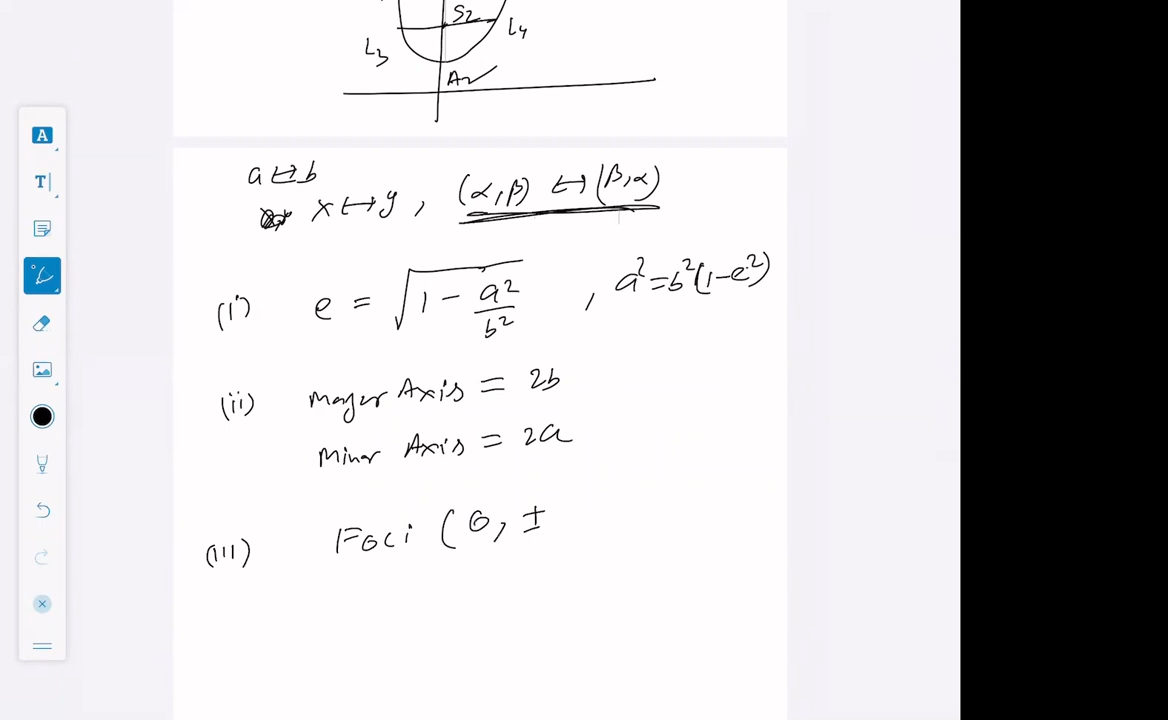 S2
L3 L4
A2
a ↔ b
x ↔ y , (α,β) ↔ (β,α)
(i) e = √(1 - a²/b²) , a² = b²(1-e²)
(ii) Major Axis = 2b
Minor Axis = 2a
(iii) Foci (0, ±
A
T